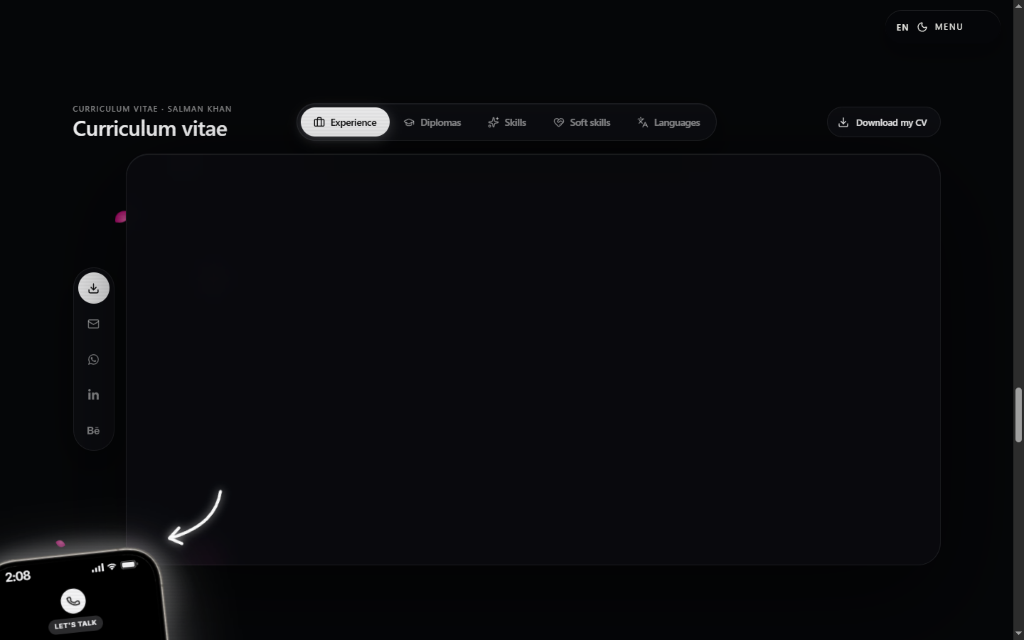 EN MENU
CURRICULUM VITAE - SALMAN KHAN
Curriculum vitae
Experience
Diplomas
Skills
Soft skills
Languages
Download my CV
in
Bē
2:08
LET'S TALK